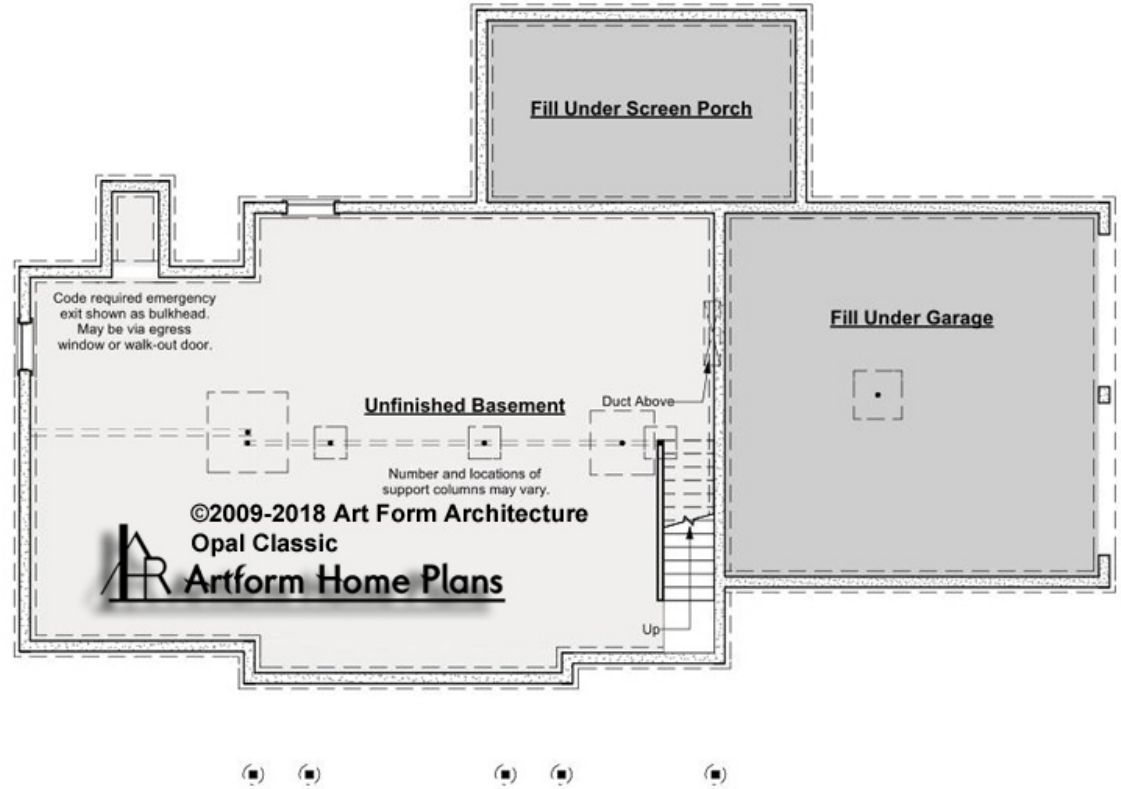 Fill Under Screen Porch
Code required emergency
exit shown as bulkhead.
May be via egress
window or walk-out door.
Fill Under Garage
Duct Above
Unfinished Basement
Number and locations of
support columns may vary.
©2009-2018 Art Form Architecture
Opal Classic
AR Artform Home Plans
Up